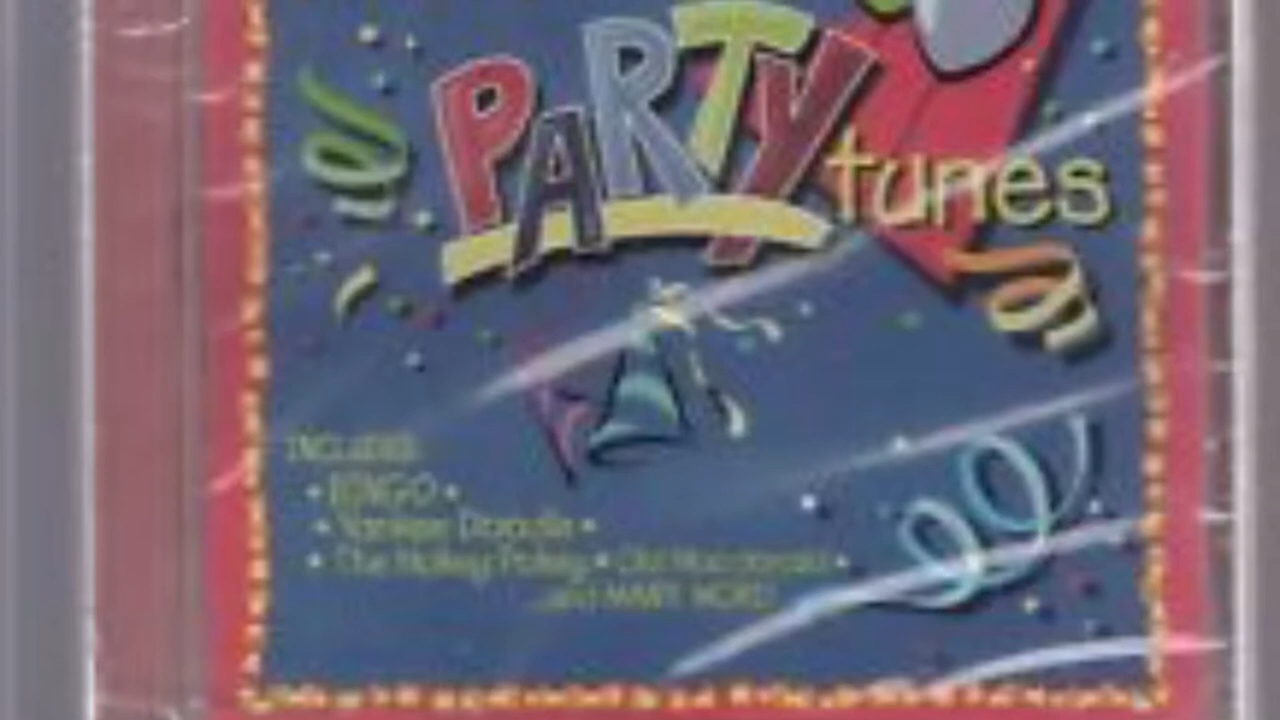 PARTY
tunes
INCLUDES:
• BINGO •
• Yankee Doodle •
• The Hokey Pokey • Old Macdonald •
...and MANY MORE!